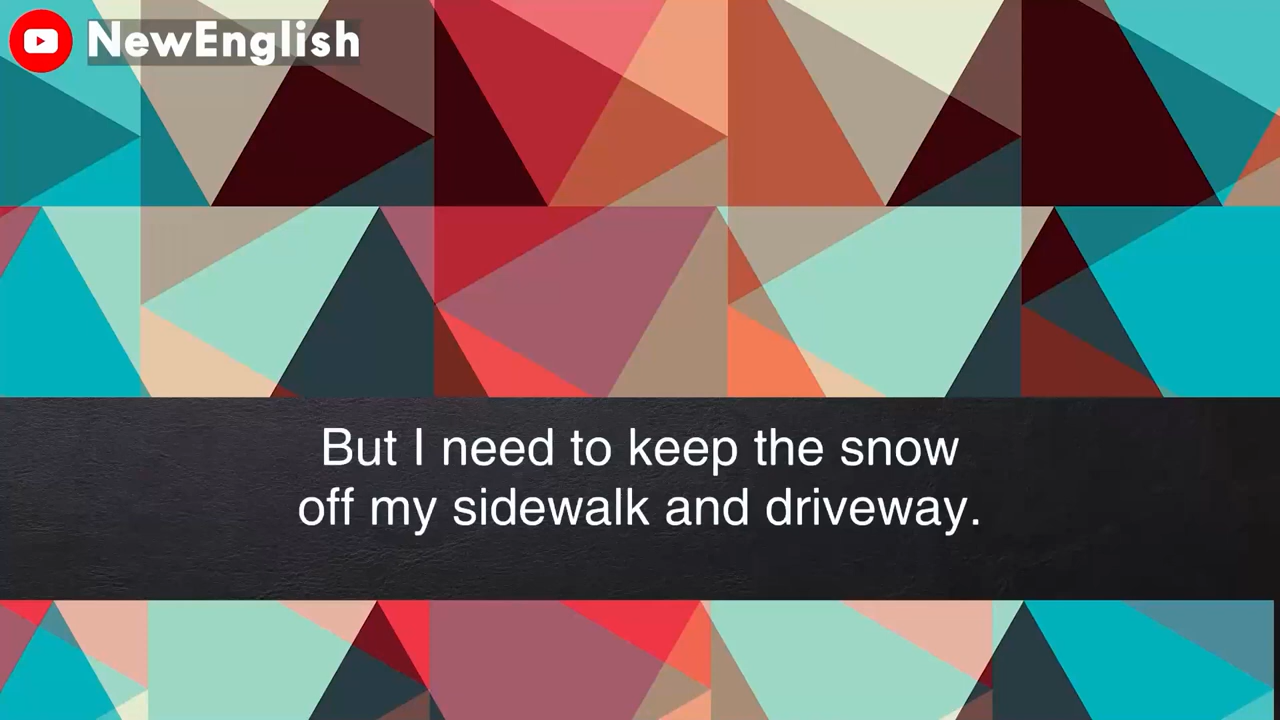 NewEnglish
But I need to keep the snow
off my sidewalk and driveway.